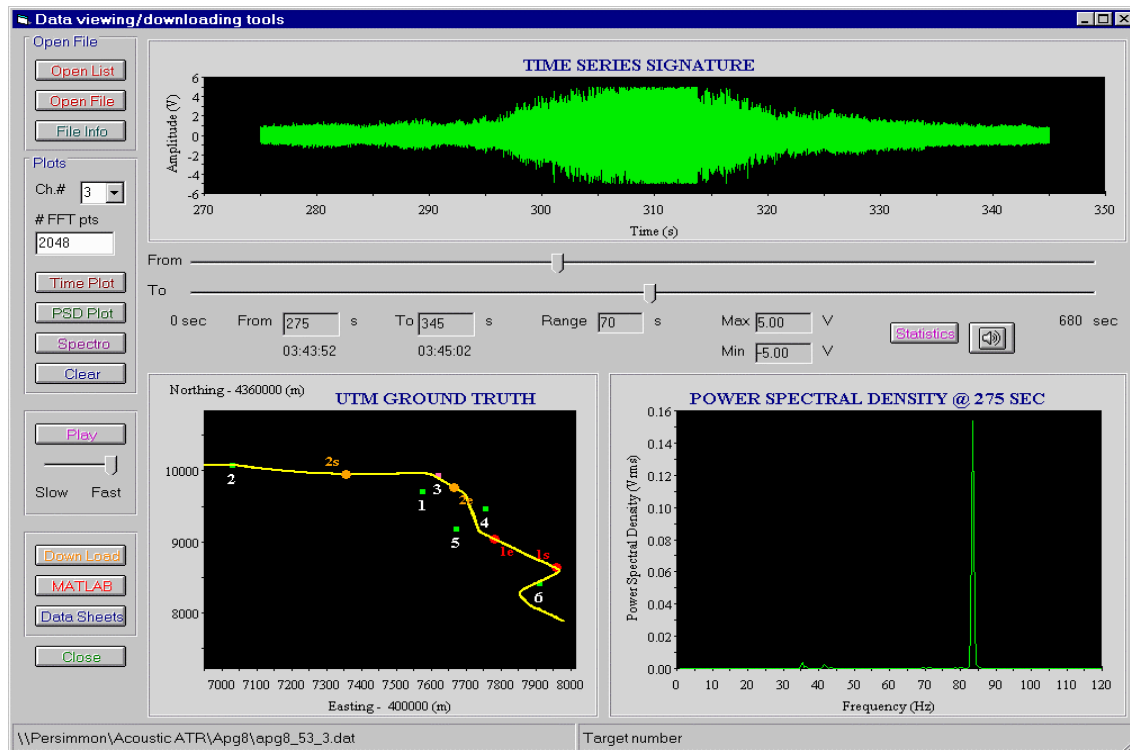 Data viewing/downloading tools
Open File
Open List
Open File
File Info
Plots
Ch.#
3
# FFT pts
2048
Time Plot
PSD Plot
Spectro
Clear
Play
Slow Fast
Down Load
MATLAB
Data Sheets
Close
TIME SERIES SIGNATURE
Amplitude (V)
6
4
2
0
-2
-4
-6
270 280 290 300 310 320 330 340 350
Time (s)
From
To
0 sec From 275 s To 345 s Range 70 s Max 5.00 V Statistics 680 sec
03:43:52 03:45:02 Min -5.00 V
Northing - 4360000 (m)
UTM GROUND TRUTH
10000
9000
8000
2
2s
3
1
2e
4
5
1e
1s
6
7000 7100 7200 7300 7400 7500 7600 7700 7800 7900 8000
Easting - 400000 (m)
POWER SPECTRAL DENSITY @ 275 SEC
Power Spectral Density (Vrms)
0.16
0.14
0.12
0.10
0.08
0.06
0.04
0.02
0.00
0 10 20 30 40 50 60 70 80 90 100 110 120
Frequency (Hz)
\\Persimmon\Acoustic ATR\Apg8\apg8_53_3.dat
Target number